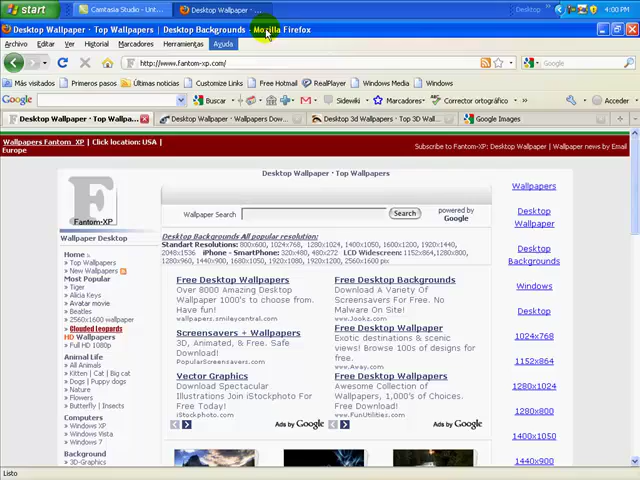 start
Camtasia Studio - Unt...
Desktop Wallpaper - ...
Desktop
4:00 PM
Desktop Wallpaper · Top Wallpapers | Desktop Backgrounds - Mozilla Firefox
Archivo Editar Ver Historial Marcadores Herramientas Ayuda
http://www.fantom-xp.com/
Google
Más visitados Primeros pasos Últimas noticias Customize Links Free Hotmail RealPlayer Windows Media Windows
Google Buscar Sidewiki Marcadores Corrector ortográfico Acceder
Desktop Wallpaper · Top Wallpa... Desktop Wallpaper · Wallpapers Dow... Desktop 3d Wallpapers · Top 3D Wall... Google Images
Wallpapers Fantom_XP | Click location: USA |
Europe
Subscribe to Fantom-XP: Desktop Wallpaper | Wallpaper news by Email
Desktop Wallpaper · Top Wallpapers
F
Fantom-XP
Wallpaper Search
Search
powered by
Google
Wallpaper Desktop
Home :.
» Top Wallpapers
» New Wallpapers
Most Popular
» Tiger
» Alicia Keys
» Avatar movie
» Beatles
» 2560x1600 wallpaper
» Clouded Leopards
HD Wallpapers
» Full HD 1080p
Animal Life
» All Animals
» Kitten | Cat | Big cat
» Dogs | Puppy dogs
» Nature
» Flowers
» Butterfly | Insects
Computers
» Windows XP
» Windows Vista
» Windows 7
Background
» 3D-Graphics
Desktop Backgrounds All popular resolution:
Standart Resolutions: 800x600, 1024x768, 1280x1024, 1400x1050, 1600x1200, 1920x1440,
2048x1536 iPhone - SmartPhone: 320x480, 480x272 LCD Widescreen: 1152x864,1280x800,
1280x960, 1440x900, 1680x1050, 1920x1080, 1920x1200, 2560x1600 pix
Free Desktop Wallpapers
Over 8000 Amazing Desktop
Wallpaper 1000's to choose from.
Have fun!
wallpapers.smileycentral.com
Screensavers + Wallpapers
3D, Animated, & Free. Safe
Download!
PopularScreensavers.com
Vector Graphics
Download Spectacular
Illustrations Join iStockphoto For
Free Today!
iStockPhoto.com
Ads by Google
Free Desktop Backgrounds
Download A Variety Of
Screensavers For Free. No
Malware or Cost
www.Jookz.com
Free Desktop Wallpaper
Exotic destinations & scenic
views! Browse 100s of designs for
free.
www.Away.com
Free Desktop Wallpapers
Awesome Collection of
Wallpapers, 1,000's of Choices.
For Free!
www.FunUtilities.com
Ads by Google
Wallpapers
Desktop
Wallpaper
Desktop
Backgrounds
Windows
Desktop
1024x768
1152x864
1280x1024
1280x800
1400x1050
1440x900
Listo